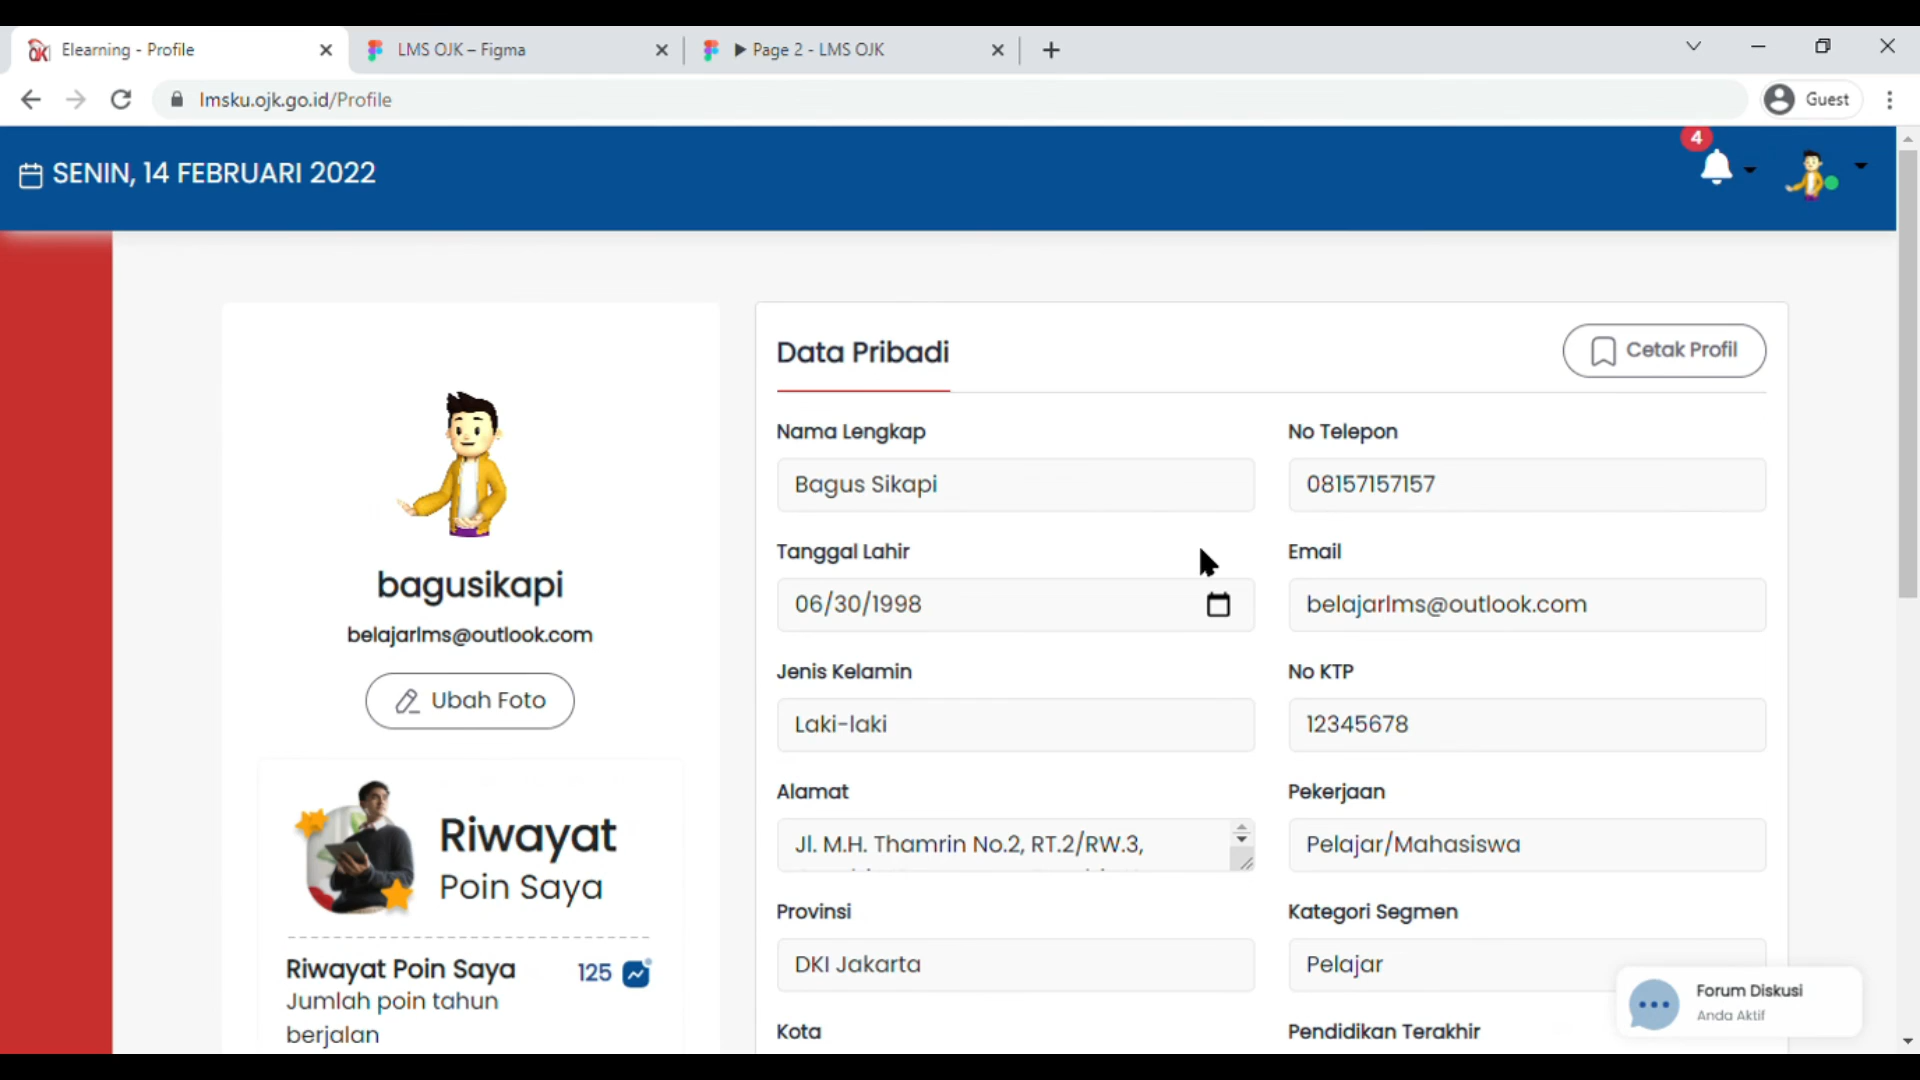 Elearning - Profile
LMS OJK – Figma
▶ Page 2 - LMS OJK
lmsku.ojk.go.id/Profile
Guest
SENIN, 14 FEBRUARI 2022
4
bagusikapi
belajarlms@outlook.com
Ubah Foto
Riwayat
Poin Saya
Riwayat Poin Saya
125
Jumlah poin tahun
berjalan
Data Pribadi
Cetak Profil
Nama Lengkap
Bagus Sikapi
No Telepon
08157157157
Tanggal Lahir
06/30/1998
Email
belajarlms@outlook.com
Jenis Kelamin
Laki-laki
No KTP
12345678
Alamat
Jl. M.H. Thamrin No.2, RT.2/RW.3,
Pekerjaan
Pelajar/Mahasiswa
Provinsi
DKI Jakarta
Kategori Segmen
Pelajar
Kota
Pendidikan Terakhir
Forum Diskusi
Anda Aktif